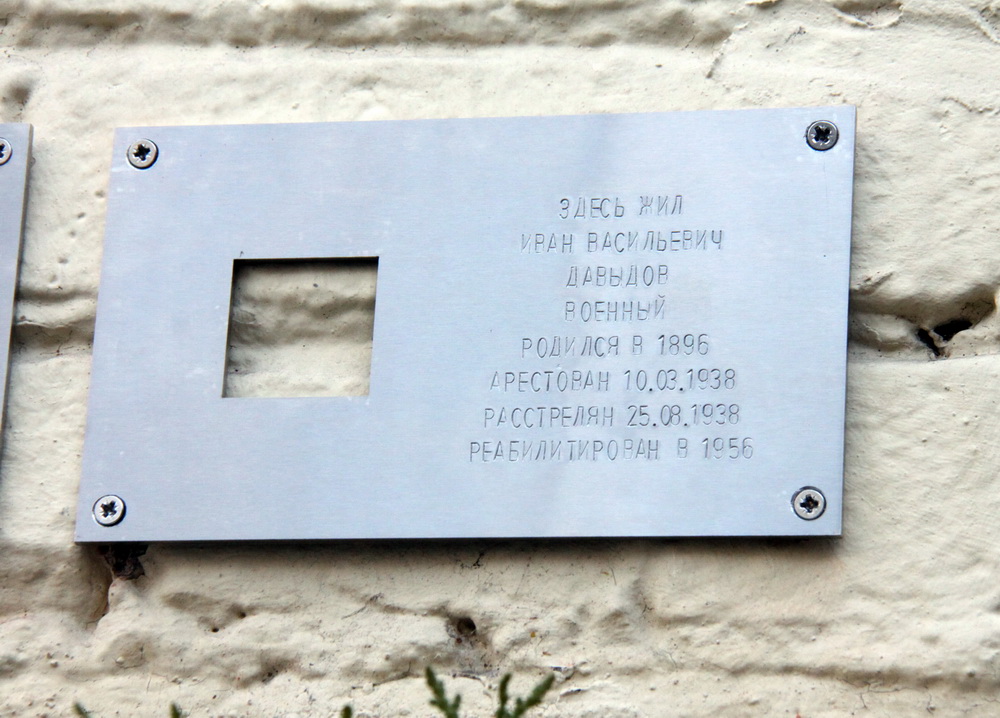 ЗДЕСЬ ЖИЛ
ИВАН ВАСИЛЬЕВИЧ
ДАВЫДОВ
ВОЕННЫЙ
РОДИЛСЯ В 1896
АРЕСТОВАН 10.03.1938
РАССТРЕЛЯН 25.08.1938
РЕАБИЛИТИРОВАН В 1956